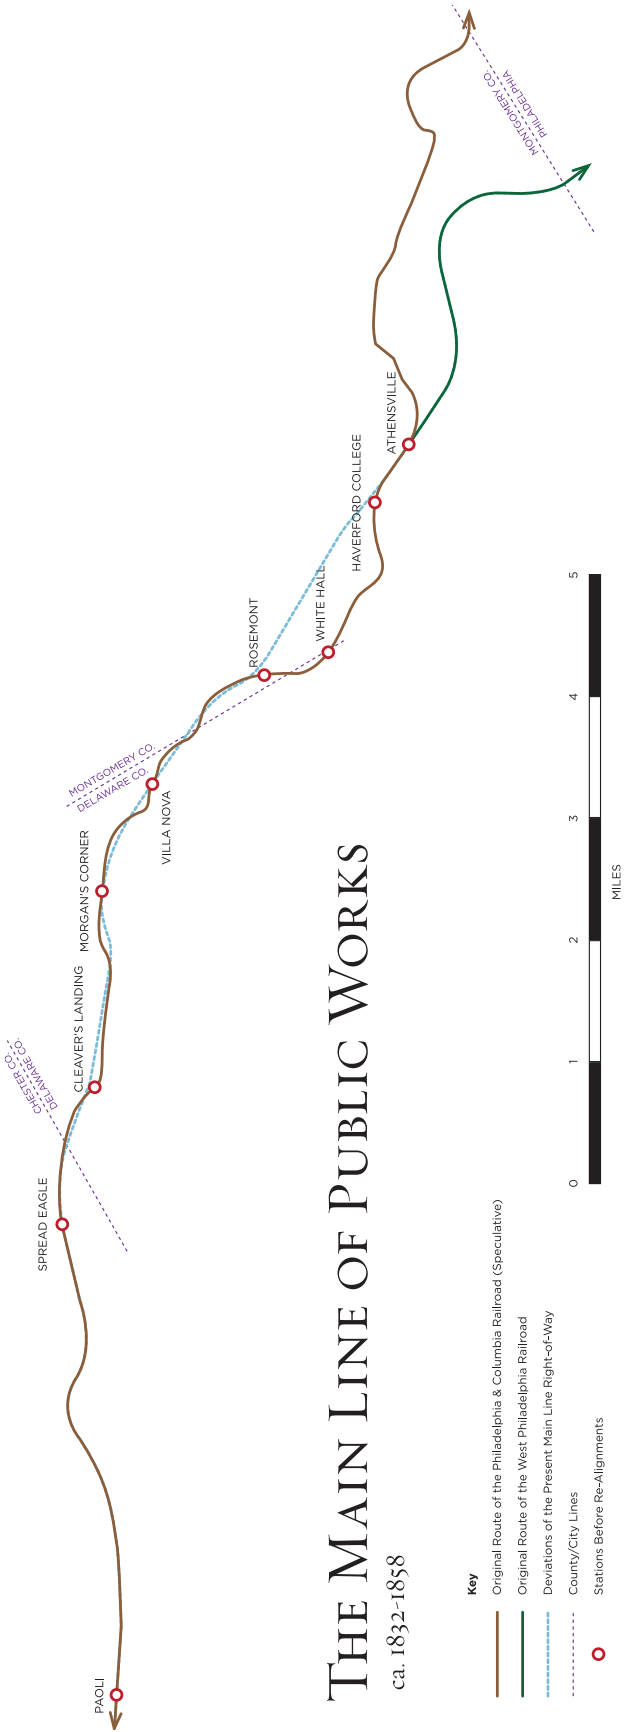 PAOLI
SPREAD EAGLE
CHESTER CO.
DELAWARE CO.
CLEAVER'S LANDING
MORGAN'S CORNER
MONTGOMERY CO.
DELAWARE CO.
VILLA NOVA
ROSEMONT
WHITE HALL
HAVERFORD COLLEGE
ATHENSVILLE
MONTGOMERY CO.
PHILADELPHIA
THE MAIN LINE OF PUBLIC WORKS
ca. 1832-1858
Key
Original Route of the Philadelphia & Columbia Railroad (Speculative)
Original Route of the West Philadelphia Railroad
Deviations of the Present Main Line Right-of-Way
County/City Lines
Stations Before Re-Alignments
0 1 2 3 4 5
MILES